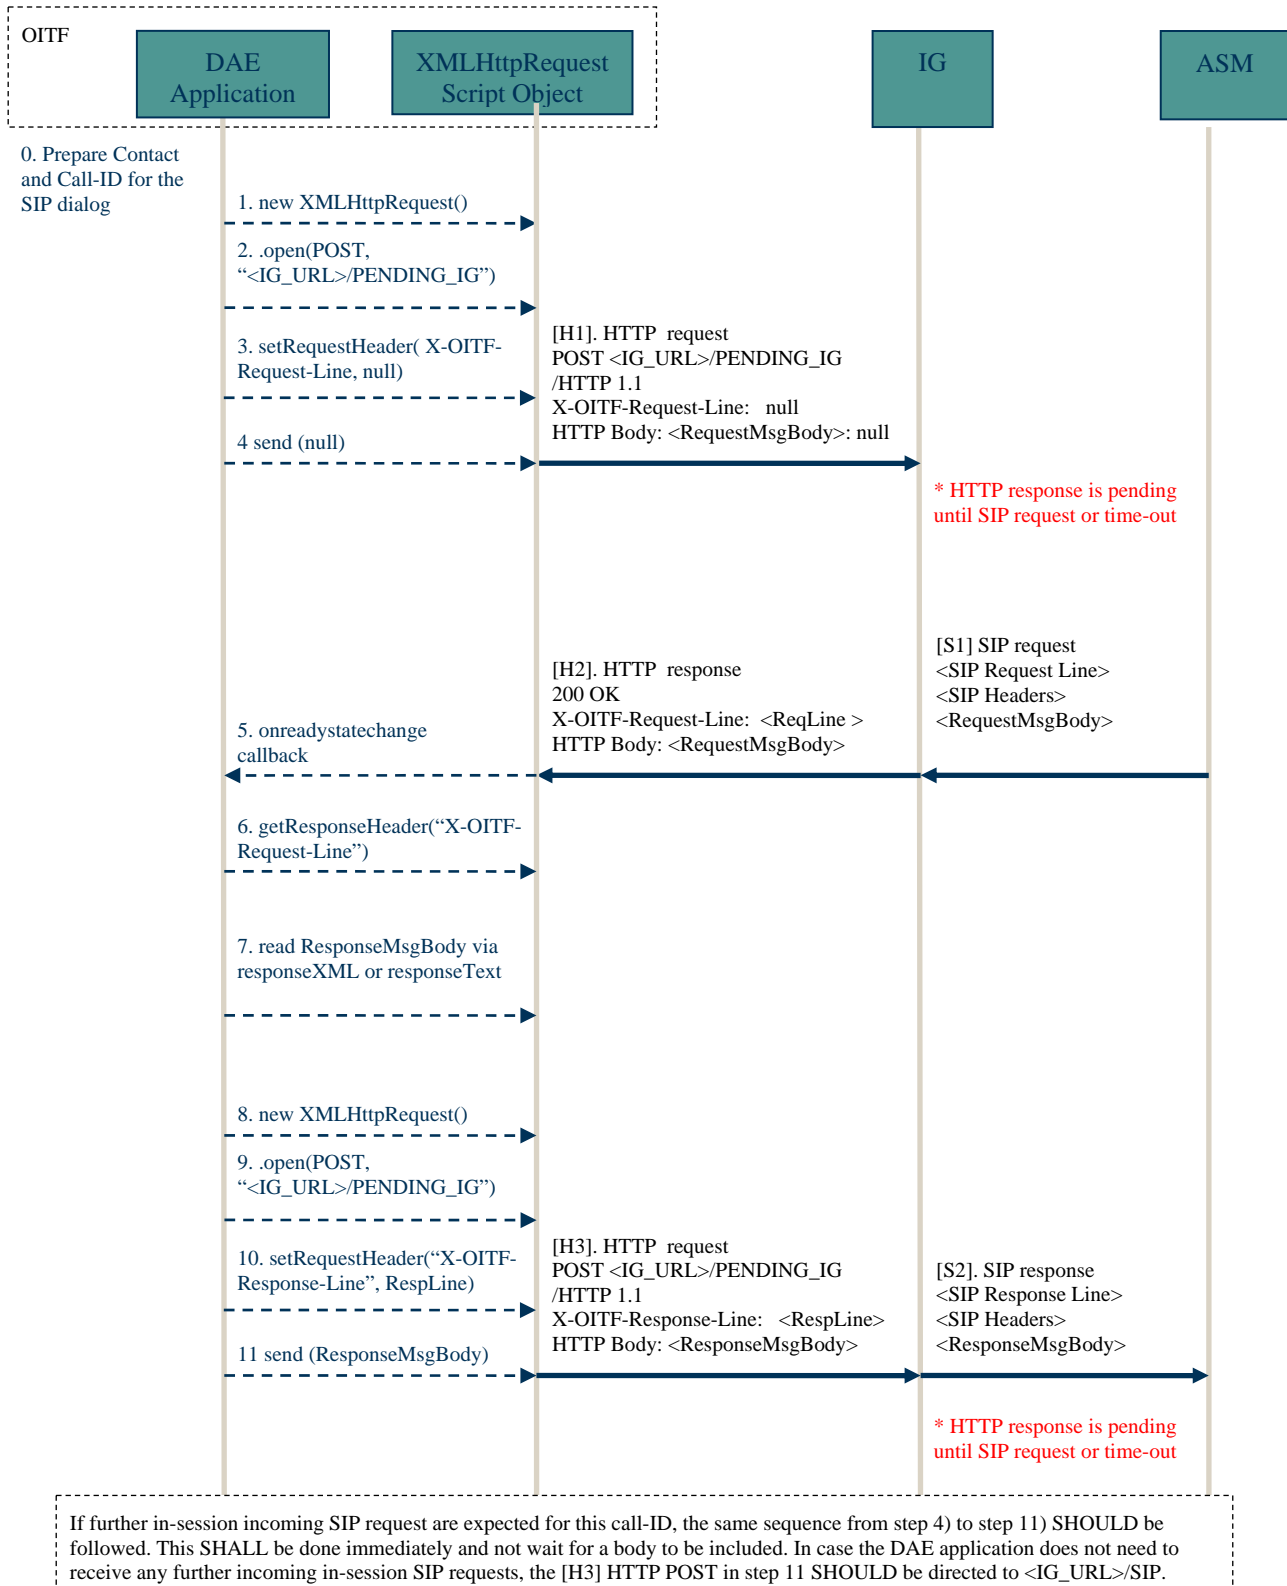 OITF
DAE
Application
XMLHttpRequest
Script Object
IG
ASM
0. Prepare Contact
and Call-ID for the
SIP dialog
1. new XMLHttpRequest()
2. .open(POST,
“<IG_URL>/PENDING_IG”)
3. setRequestHeader( X-OITF-
Request-Line, null)
[H1]. HTTP  request
POST <IG_URL>/PENDING_IG
/HTTP 1.1
X-OITF-Request-Line:   null
HTTP Body: <RequestMsgBody>: null
4 send (null)
* HTTP response is pending
until SIP request or time-out
[S1] SIP request
<SIP Request Line>
<SIP Headers>
<RequestMsgBody>
[H2]. HTTP  response
200 OK
X-OITF-Request-Line:  <ReqLine >
HTTP Body: <RequestMsgBody>
5. onreadystatechange
callback
6. getResponseHeader(“X-OITF-
Request-Line”)
7. read ResponseMsgBody via
responseXML or responseText
8. new XMLHttpRequest()
9. .open(POST,
“<IG_URL>/PENDING_IG”)
10. setRequestHeader(“X-OITF-
Response-Line”, RespLine)
[H3]. HTTP  request
POST <IG_URL>/PENDING_IG
/HTTP 1.1
X-OITF-Response-Line:   <RespLine>
HTTP Body: <ResponseMsgBody>
[S2]. SIP response
<SIP Response Line>
<SIP Headers>
<ResponseMsgBody>
11 send (ResponseMsgBody)
* HTTP response is pending
until SIP request or time-out
If further in-session incoming SIP request are expected for this call-ID, the same sequence from step 4) to step 11) SHOULD be
followed. This SHALL be done immediately and not wait for a body to be included. In case the DAE application does not need to
receive any further incoming in-session SIP requests, the [H3] HTTP POST in step 11 SHOULD be directed to <IG_URL>/SIP.